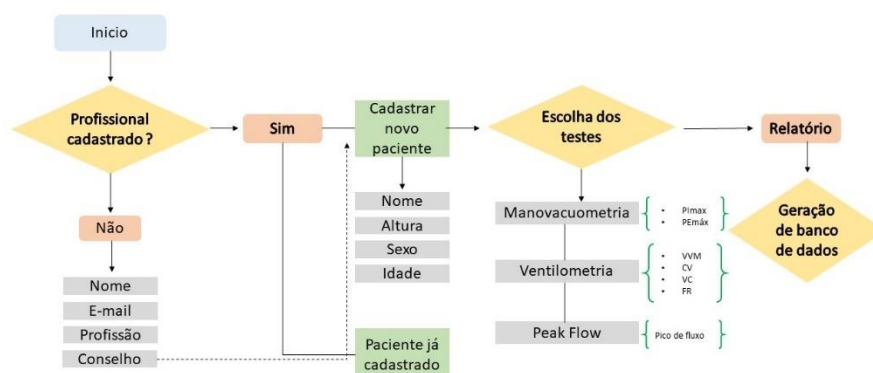 Inicio
Profissional
cadastrado ?
Sim
Não
Nome
E-mail
Profissão
Conselho
Cadastrar
novo
paciente
Nome
Altura
Sexo
Idade
Paciente já
cadastrado
Escolha dos
testes
Manovacuometria
• PImax
• PEmáx
Ventilometria
• VVM
• CV
• VC
• FR
Peak Flow
Pico de fluxo
Relatório
Geração
de banco
de dados